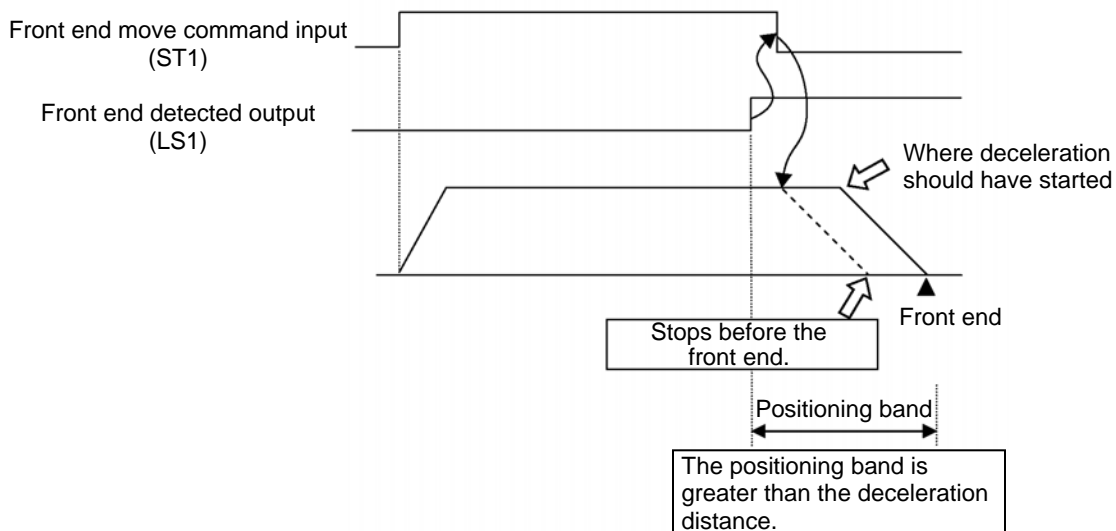 Front end move command input
(ST1)
Front end detected output
(LS1)
Where deceleration
should have started
Front end
Stops before the
front end.
Positioning band
The positioning band is
greater than the deceleration
distance.